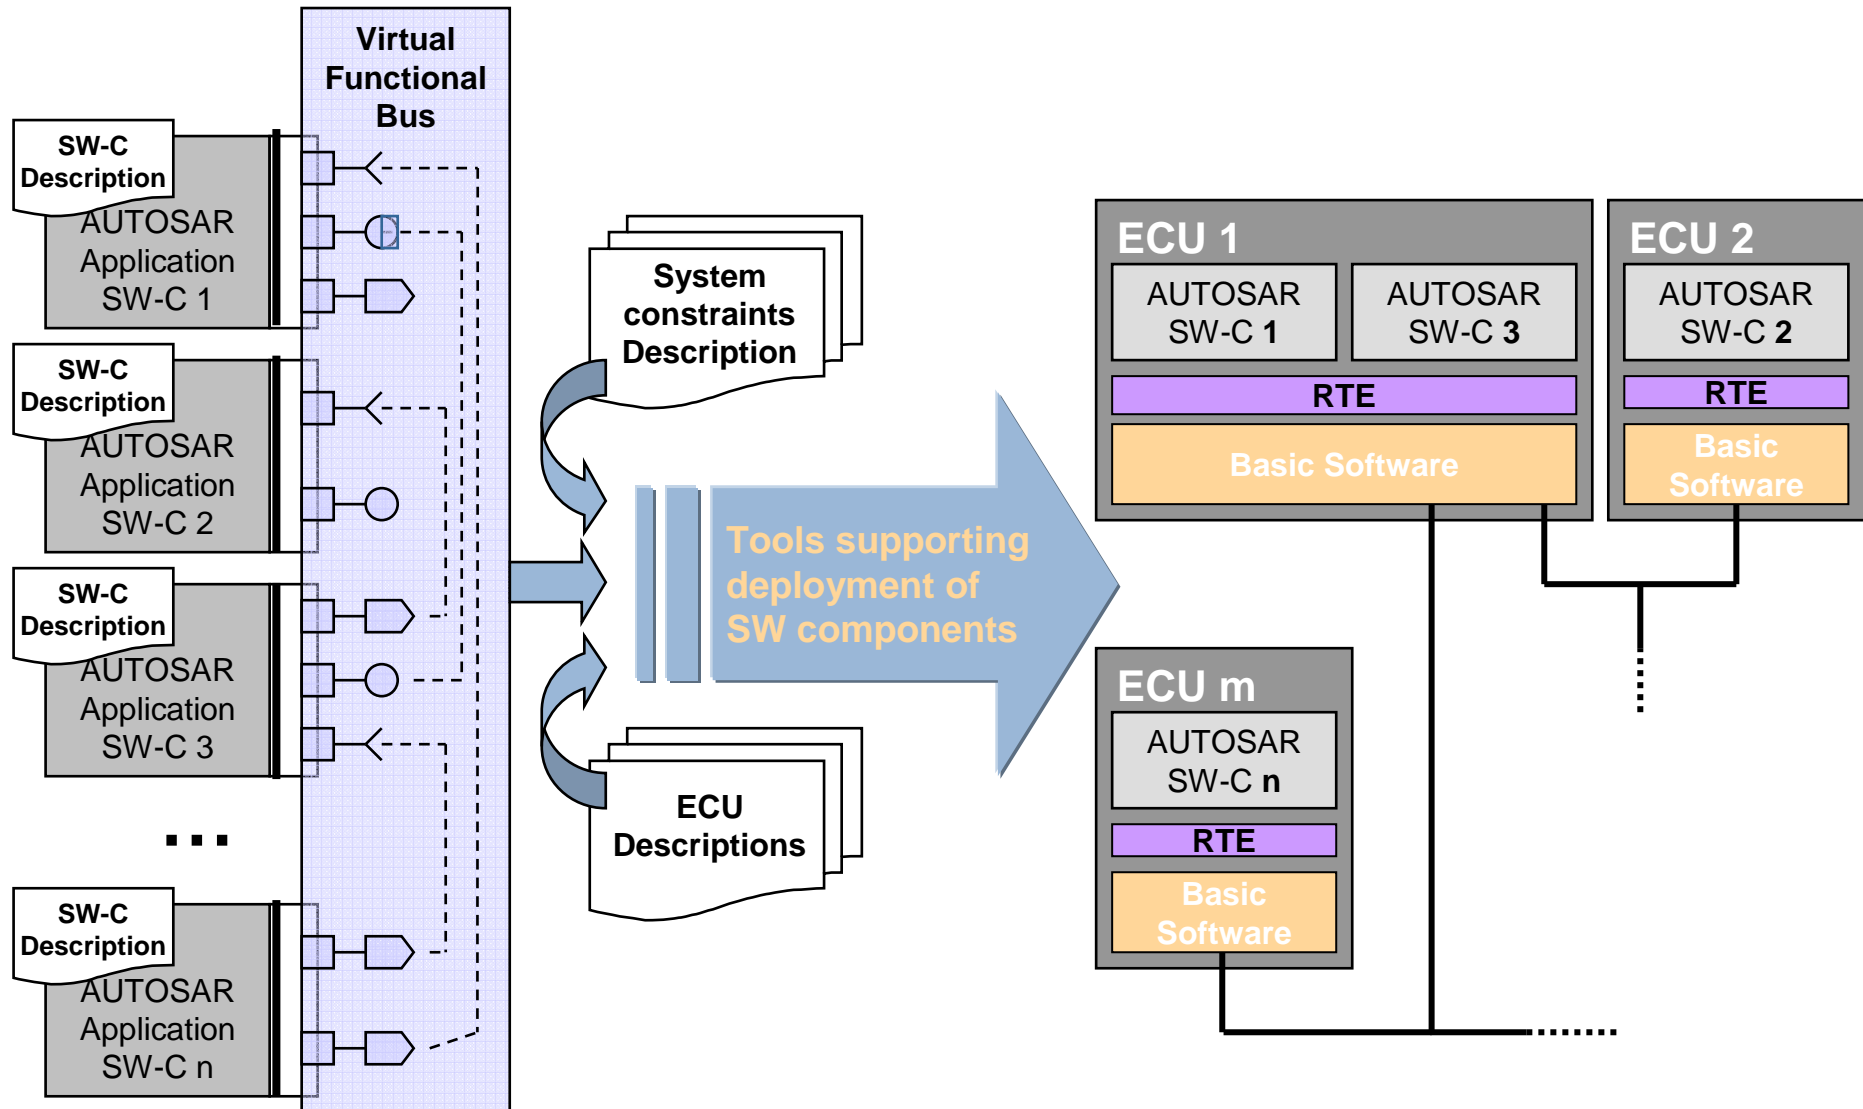 Virtual
Functional
Bus
SW-C
Description
AUTOSAR
Application
SW-C 1
SW-C
Description
AUTOSAR
Application
SW-C 2
SW-C
Description
AUTOSAR
Application
SW-C 3
...
SW-C
Description
AUTOSAR
Application
SW-C n
System
constraints
Description
Tools supporting
deployment of
SW components
ECU
Descriptions
ECU 1
AUTOSAR
SW-C 1
AUTOSAR
SW-C 3
RTE
Basic Software
ECU 2
AUTOSAR
SW-C 2
RTE
Basic
Software
ECU m
AUTOSAR
SW-C n
RTE
Basic
Software